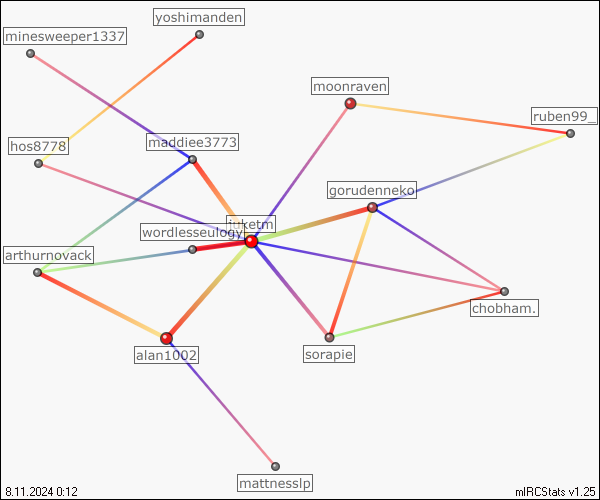 yoshimanden
minesweeper1337
moonraven
ruben99_
hos8778
maddiee3773
gorudenneko
wordlesseulogy
arthurnovack
chobham.
alan1002
sorapie
mattnesslp
8.11.2024 0:12
mIRCStats v1.25